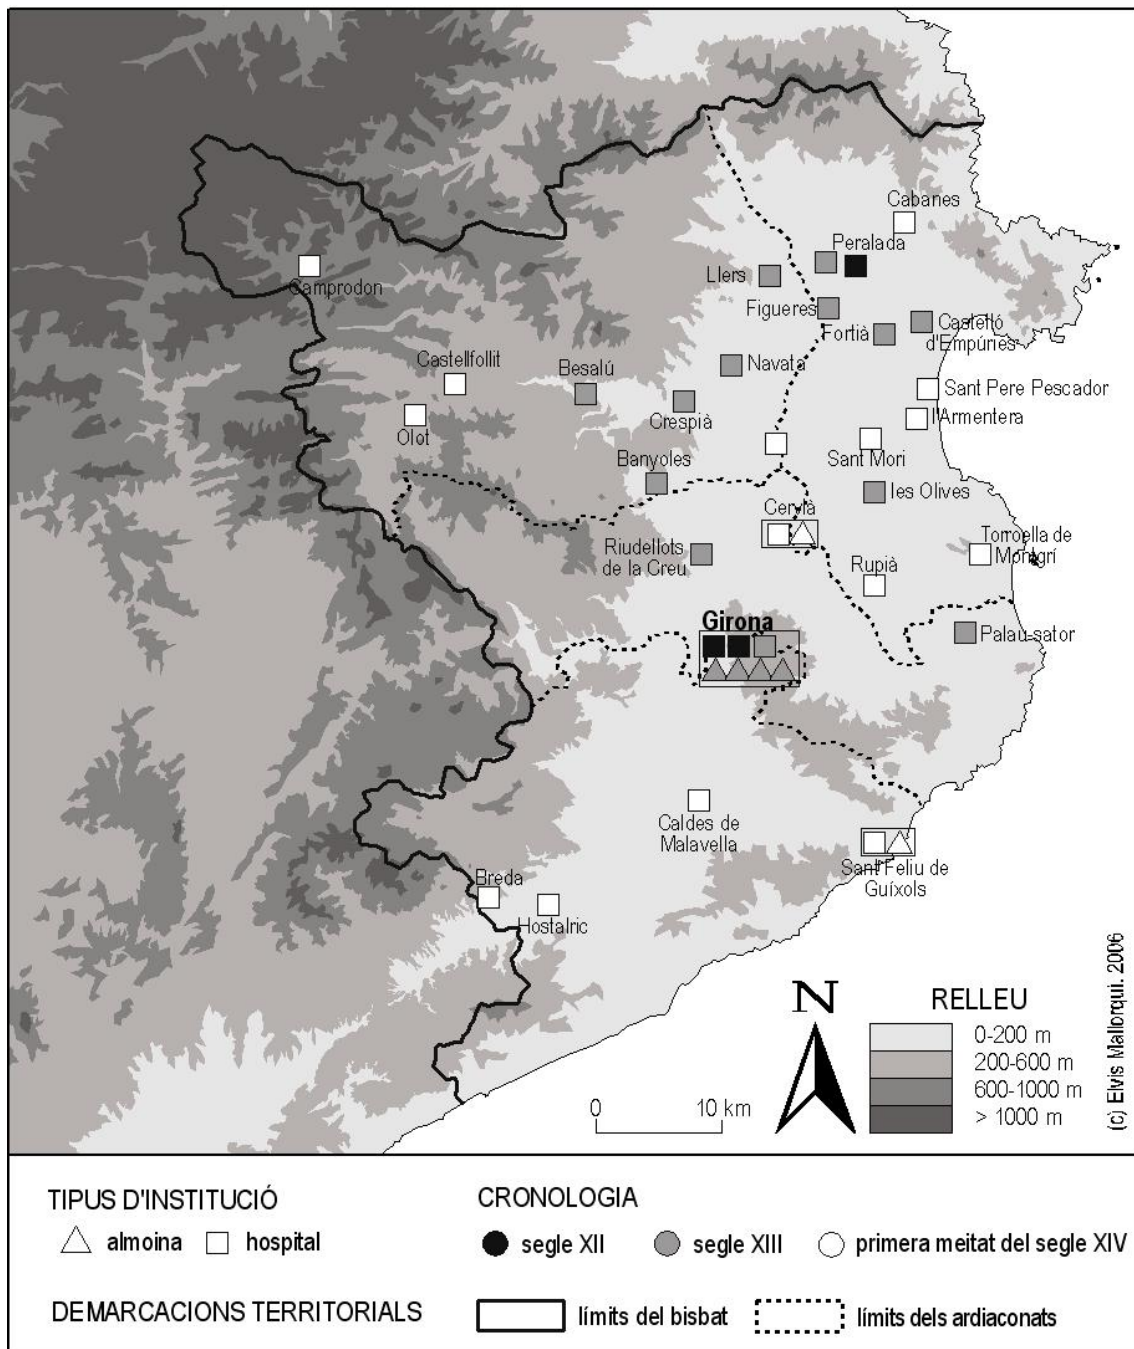 Cabanes
Peralada
Llers
Figueres
Fortià
Castelló
d'Empúries
Camprodon
Castellfollit
Besalú
Navata
Sant Pere Pescador
l'Armentera
Olot
Crespià
Sant Mori
Banyoles
les Olives
Cervià
Torroella de
Montgrí
Riudellots
de la Creu
Rupià
Girona
Palau-sator
Caldes de
Malavella
Sant Feliu de
Guíxols
Breda
Hostalric
N
RELLEU
0-200 m
200-600 m
600-1000 m
> 1000 m
0 10 km
(c) Elvis Mallorquí. 2006
TIPUS D'INSTITUCIÓ
almoina hospital
CRONOLOGIA
segle XII segle XIII primera meitat del segle XIV
DEMARCACIONS TERRITORIALS
límits del bisbat límits dels ardiaconats